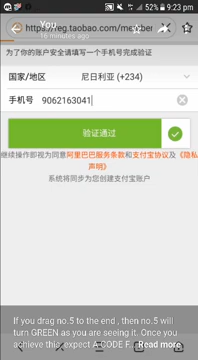 52% 9:23 pm
https://reg.taobao.com/member
You
16 minutes ago
为了你的账户安全请填写一个手机号完成验证
国家/地区 尼日利亚 (+234)
手机号 9062163041
验证通过
继续操作即视为同意阿里巴巴服务条款和支付宝协议及《隐私
声明》
系统将同步为您创建支付宝账户
If you drag no.5 to the end , then no.5 will
turn GREEN as you are seeing it. Once you
achieve this, expect A CODE F... Read more